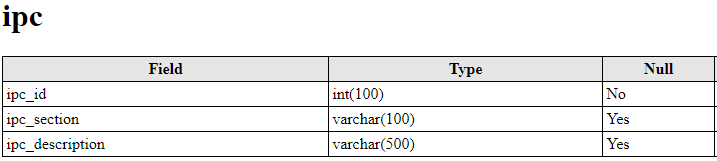 ipc
Field Type Null
ipc_id int(100) No
ipc_section varchar(100) Yes
ipc_description varchar(500) Yes